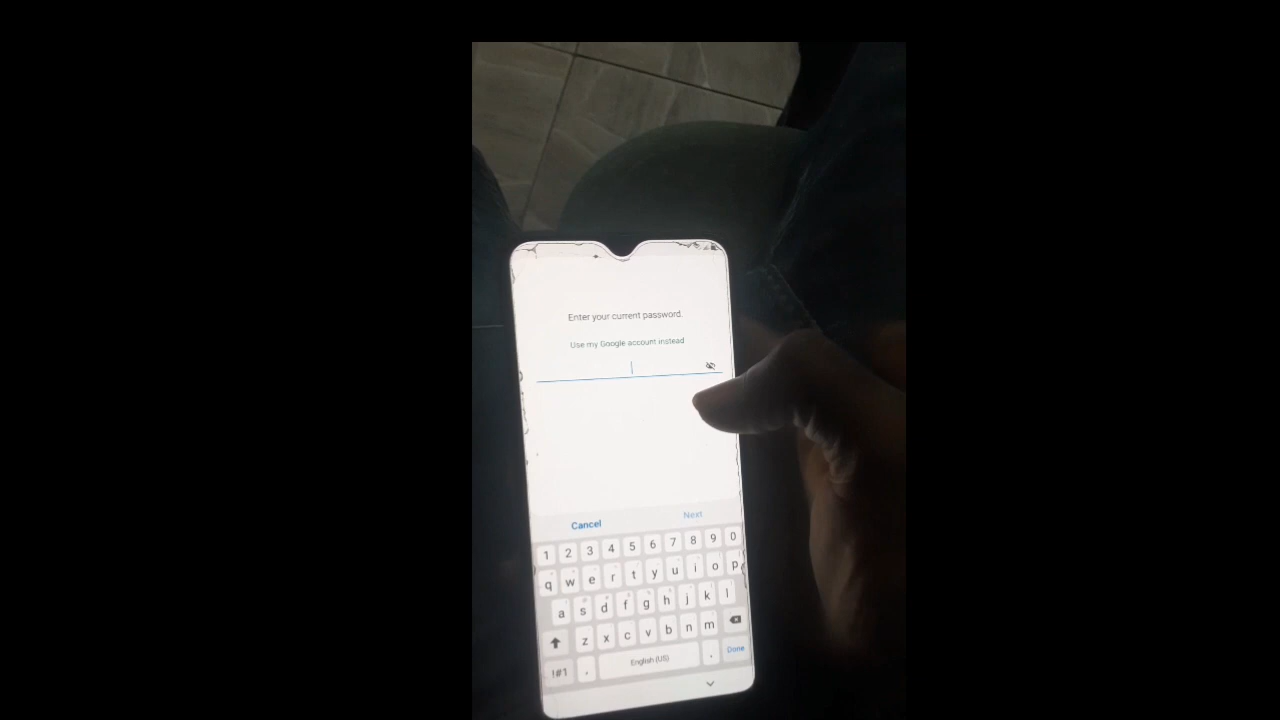 Enter your current password.
Use my Google account instead
Cancel Next
1 2 3 4 5 6 7 8 9 0
q w e r t y u i o p
a s d f g h j k l
z x c v b n m
!#1 , English (US) . Done